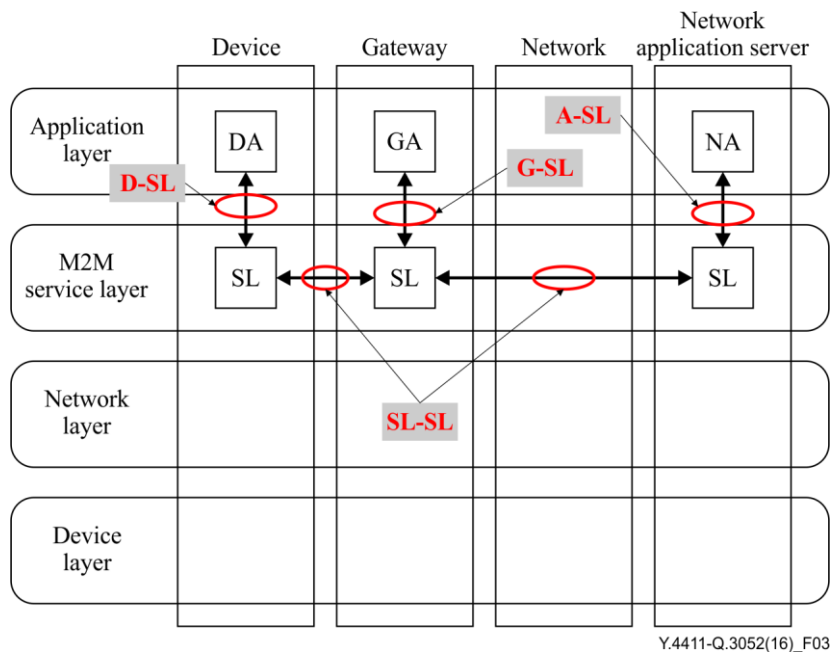 Device
Gateway
Network
Network
application server
Application
layer
DA
GA
NA
A-SL
D-SL
G-SL
M2M
service layer
SL
SL
SL
Network
layer
SL-SL
Device
layer
Y.4411-Q.3052(16)_F03